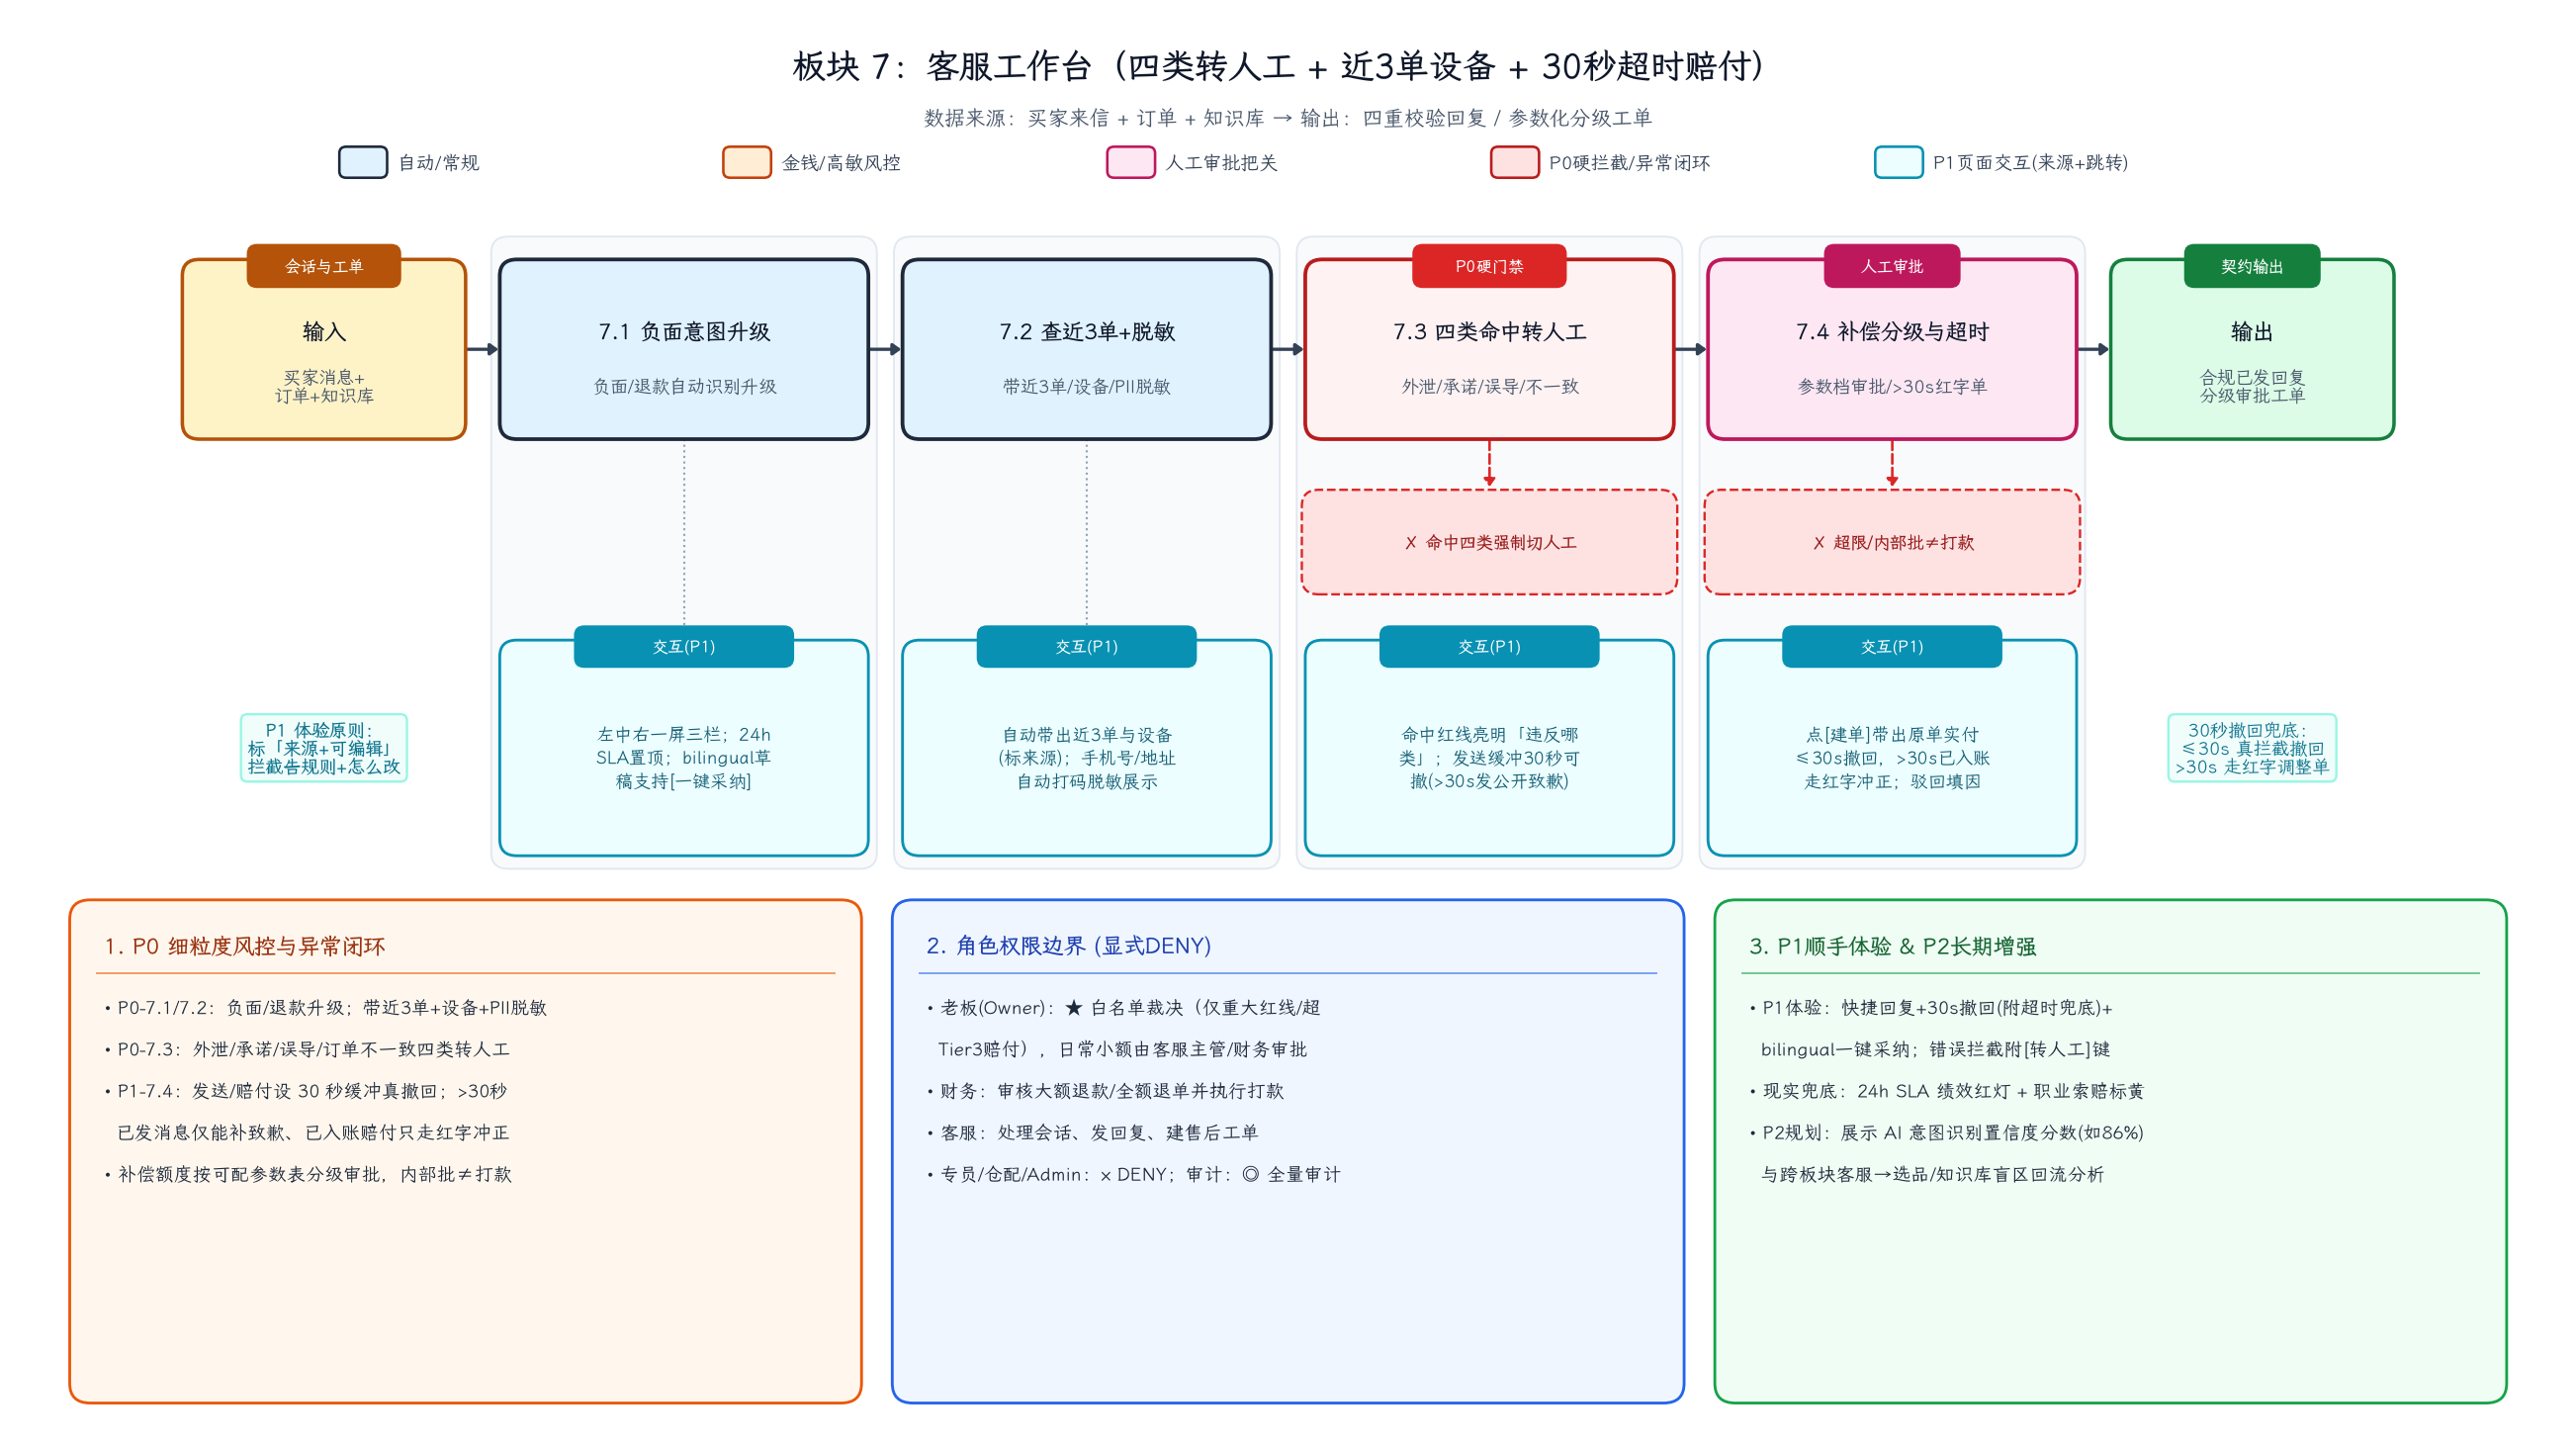 板块 7：客服工作台（四类转人工 + 近3单设备 + 30秒超时赔付）
数据来源：买家来信 + 订单 + 知识库 → 输出：四重校验回复 / 参数化分级工单
自动/常规
金钱/高敏风控
人工审批把关
P0硬拦截/异常闭环
P1页面交互(来源+跳转)
会话与工单
输入
买家消息+
订单+知识库
7.1 负面意图升级
负面/退款自动识别升级
7.2 查近3单+脱敏
带近3单/设备/PII脱敏
P0硬门禁
7.3 四类命中转人工
外泄/承诺/误导/不一致
人工审批
7.4 补偿分级与超时
参数档审批/>30s红字单
契约输出
输出
合规已发回复
分级审批工单
X 命中四类强制切人工
X 超限/内部批≠打款
P1 体验原则：
标「来源+可编辑」
拦截告规则+怎么改
交互(P1)
左中右一屏三栏；24h
SLA置顶；bilingual草
稿支持[一键采纳]
交互(P1)
自动带出近3单与设备
(标来源)；手机号/地址
自动打码脱敏展示
交互(P1)
命中红线亮明「违反哪
类」；发送缓冲30秒可
撤(>30s发公开致歉)
交互(P1)
点[建单]带出原单实付
≤30s撤回，>30s已入账
走红字冲正；驳回填因
30秒撤回兜底：
≤30s 真拦截撤回
>30s 走红字调整单
1. P0 细粒度风控与异常闭环
• P0-7.1/7.2：负面/退款升级；带近3单+设备+PII脱敏
• P0-7.3：外泄/承诺/误导/订单不一致四类转人工
• P1-7.4：发送/赔付设 30 秒缓冲真撤回；>30秒
已发消息仅能补致歉、已入账赔付只走红字冲正
• 补偿额度按可配参数表分级审批，内部批≠打款
2. 角色权限边界 (显式DENY)
• 老板(Owner)：★ 白名单裁决（仅重大红线/超
Tier3赔付），日常小额由客服主管/财务审批
• 财务：审核大额退款/全额退单并执行打款
• 客服：处理会话、发回复、建售后工单
• 专员/仓配/Admin：× DENY；审计：◎ 全量审计
3. P1顺手体验 & P2长期增强
• P1体验：快捷回复+30s撤回(附超时兜底)+
bilingual一键采纳；错误拦截附[转人工]键
• 现实兜底：24h SLA 绩效红灯 + 职业索赔标黄
• P2规划：展示 AI 意图识别置信度分数(如86%)
与跨板块客服→选品/知识库盲区回流分析